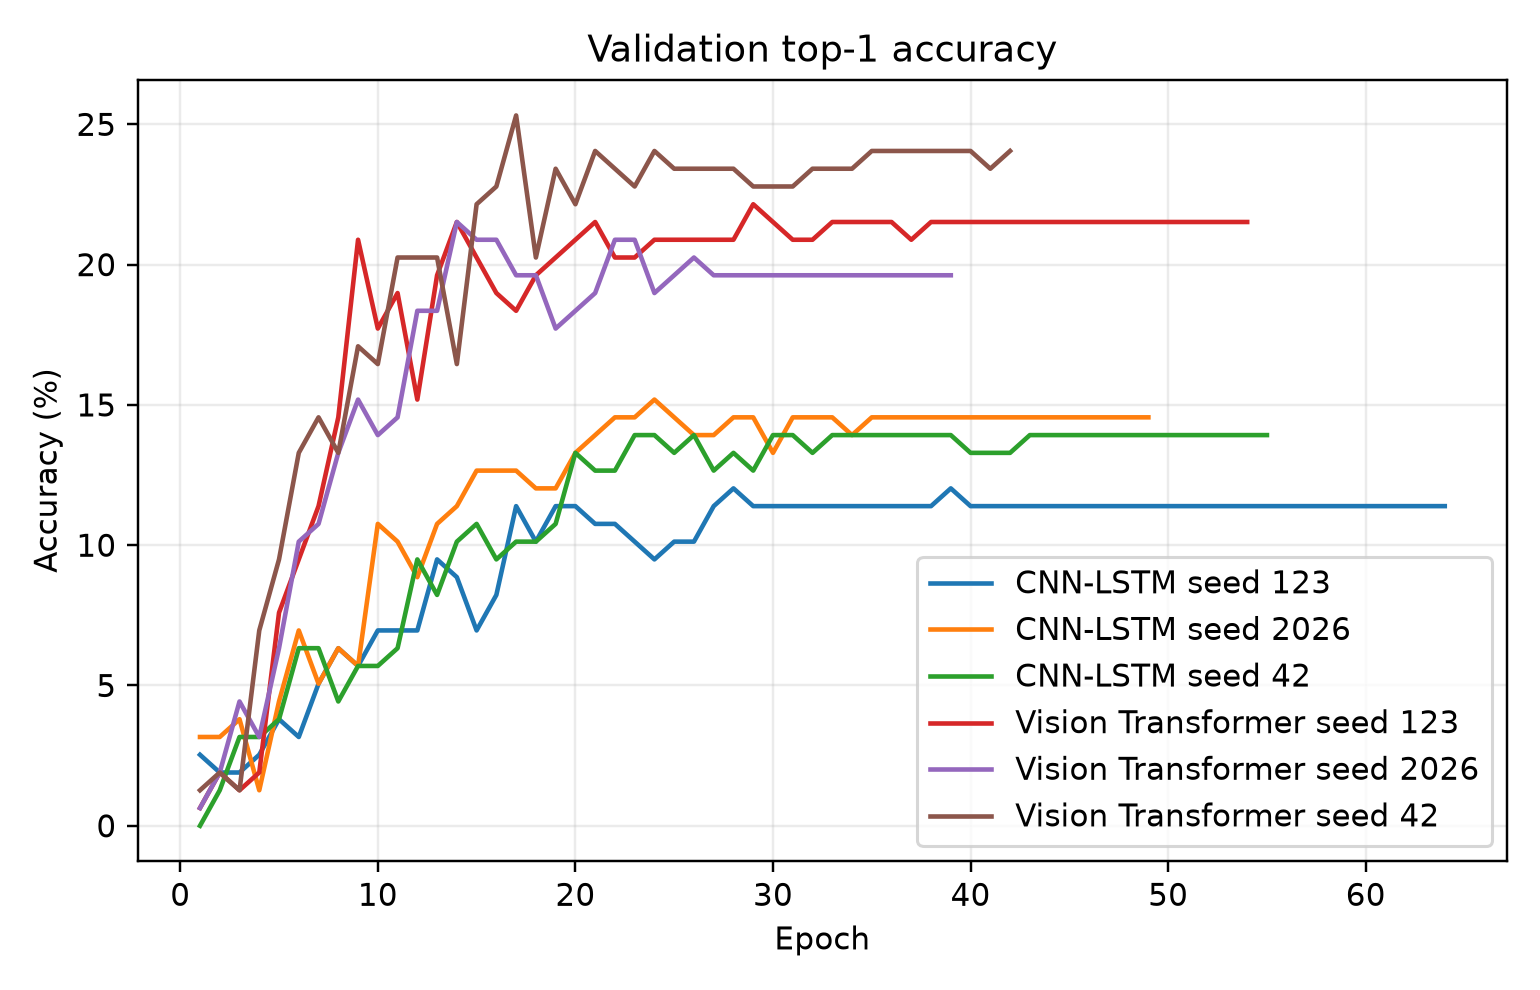 Validation top-1 accuracy
Accuracy (%)
25
20
15
10
5
0
CNN-LSTM seed 123
CNN-LSTM seed 2026
CNN-LSTM seed 42
Vision Transformer seed 123
Vision Transformer seed 2026
Vision Transformer seed 42
0 10 20 30 40 50 60
Epoch